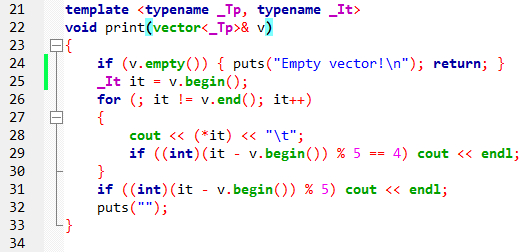 21 template <typename _Tp, typename _It>
22 void print(vector<_Tp>& v)
23 {
24     if (v.empty()) { puts("Empty vector!\n"); return; }
25     _It it = v.begin();
26     for (; it != v.end(); it++)
27     {
28         cout << (*it) << "\t";
29         if ((int)(it - v.begin()) % 5 == 4) cout << endl;
30     }
31     if ((int)(it - v.begin()) % 5) cout << endl;
32     puts("");
33 }
34